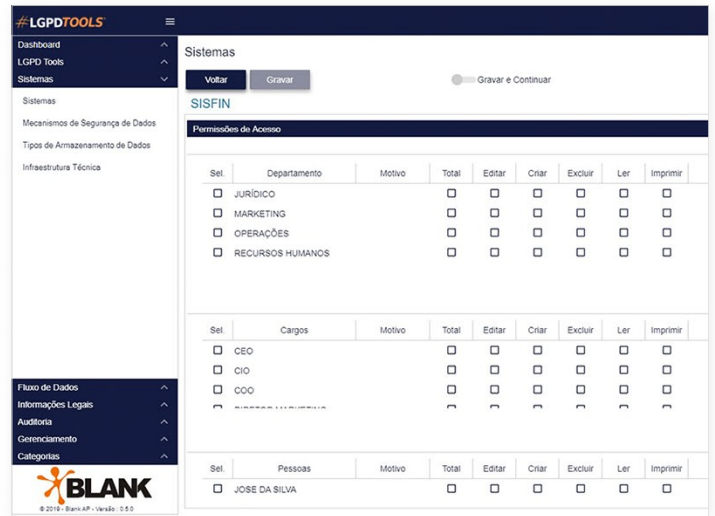 #LGPDTOOLS
Dashboard
LGPD Tools
Sistemas
Sistemas
Mecanismos de Segurança de Dados
Tipos de Armazenamento de Dados
Infraestrutura Técnica
Fluxo de Dados
Informações Legais
Auditoria
Gerenciamento
Categorias
BLANK
© 2019 - Blank AP - Versão : 0.5.0
Sistemas
Voltar Gravar Gravar e Continuar
SISFIN
Permissões de Acesso
Sel. Departamento Motivo Total Editar Criar Excluir Ler Imprimir
JURÍDICO
MARKETING
OPERAÇÕES
RECURSOS HUMANOS
Sel. Cargos Motivo Total Editar Criar Excluir Ler Imprimir
CEO
CIO
COO
DIRETOR MARKETING
Sel. Pessoas Motivo Total Editar Criar Excluir Ler Imprimir
JOSE DA SILVA